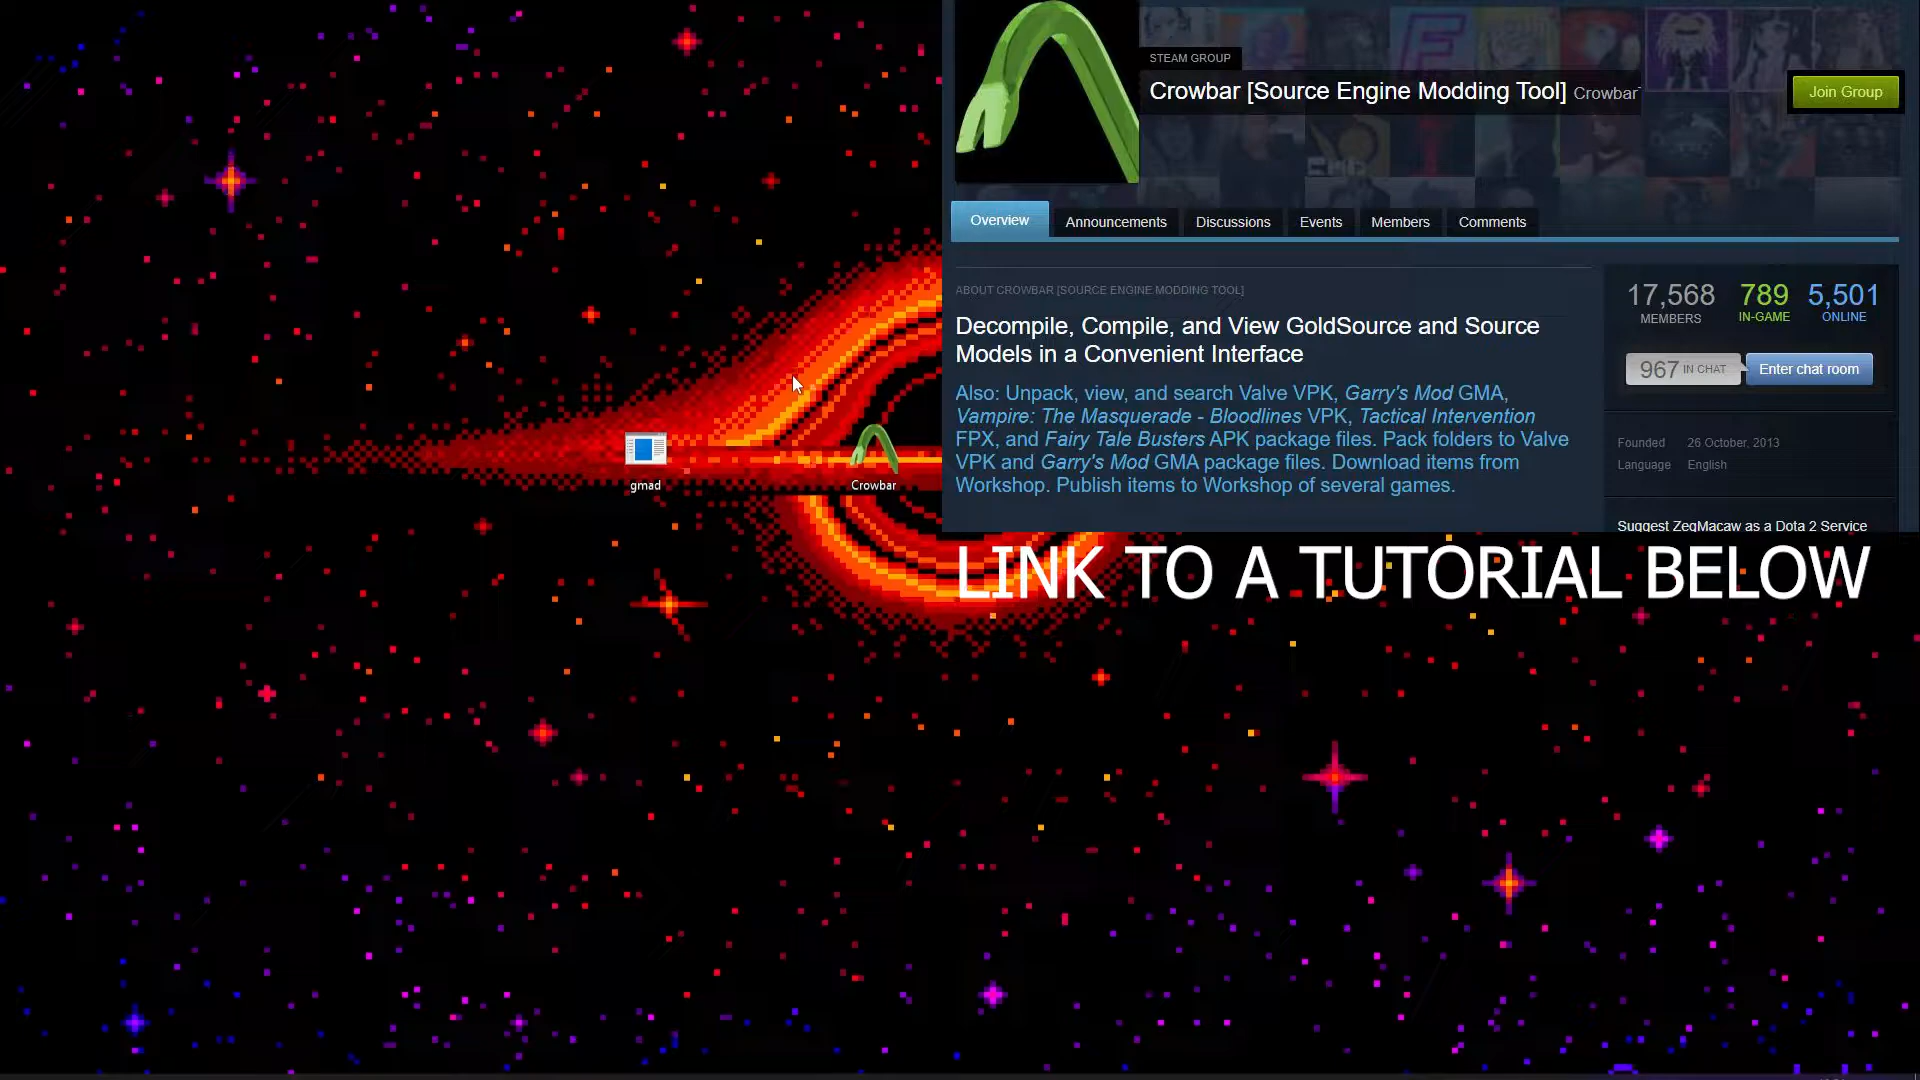 STEAM GROUP
Crowbar [Source Engine Modding Tool] Crowbar
Join Group
Overview
Announcements
Discussions
Events
Members
Comments
ABOUT CROWBAR [SOURCE ENGINE MODDING TOOL]
Decompile, Compile, and View GoldSource and Source
Models in a Convenient Interface
Also: Unpack, view, and search Valve VPK, Garry's Mod GMA,
Vampire: The Masquerade - Bloodlines VPK, Tactical Intervention
FPX, and Fairy Tale Busters APK package files. Pack folders to Valve
VPK and Garry's Mod GMA package files. Download items from
Workshop. Publish items to Workshop of several games.
17,568 789 5,501
MEMBERS IN-GAME ONLINE
967 IN CHAT Enter chat room
Founded 26 October, 2013
Language English
Suggest ZeqMacaw as a Dota 2 Service
gmad
Crowbar
LINK TO A TUTORIAL BELOW